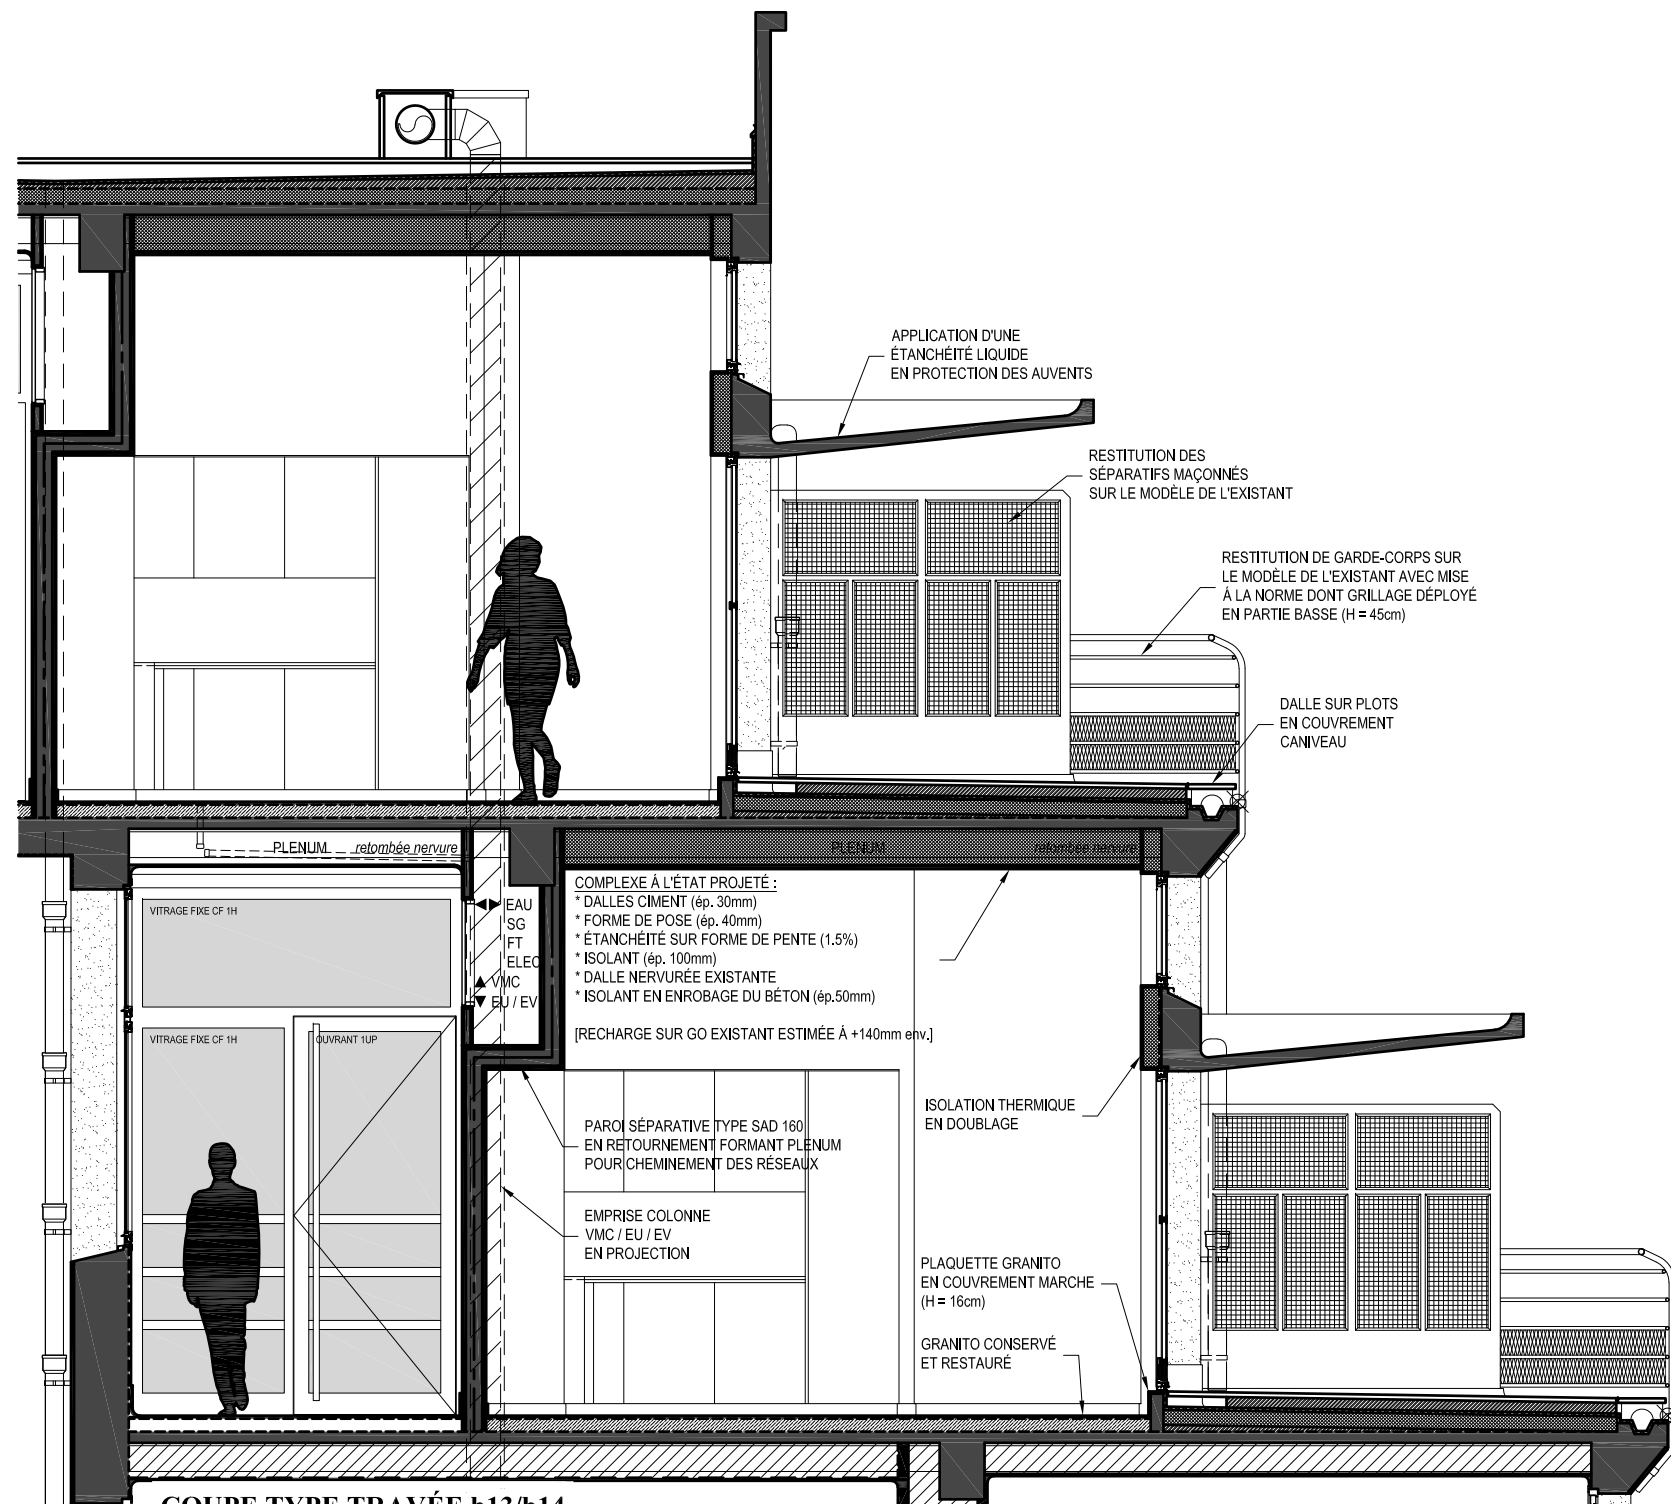 APPLICATION D'UNE
ÉTANCHÉITÉ LIQUIDE
EN PROTECTION DES AUVENTS
RESTITUTION DES
SÉPARATIFS MAÇONNÉS
SUR LE MODÈLE DE L'EXISTANT
RESTITUTION DE GARDE-CORPS SUR
LE MODÈLE DE L'EXISTANT AVEC MISE
À LA NORME DONT GRILLAGE DÉPLOYÉ
EN PARTIE BASSE (H = 45cm)
DALLE SUR PLOTS
EN COUVREMENT
CANIVEAU
PLENUM retombée nervure
PLENUM retombée nervure
VITRAGE FIXE CF 1H
EAU
SG
FT
ELEC
VMC
EU / EV
COMPLEXE À L'ÉTAT PROJETÉ :
* DALLES CIMENT (ép. 30mm)
* FORME DE POSE (ép. 40mm)
* ÉTANCHÉITÉ SUR FORME DE PENTE (1.5%)
* ISOLANT (ép. 100mm)
* DALLE NERVURÉE EXISTANTE
* ISOLANT EN ENROBAGE DU BÉTON (ép.50mm)
[RECHARGE SUR GO EXISTANT ESTIMÉE À +140mm env.]
VITRAGE FIXE CF 1H
OUVRANT 1UP
ISOLATION THERMIQUE
EN DOUBLAGE
PAROI SÉPARATIVE TYPE SAD 160
EN RETOURNEMENT FORMANT PLENUM
POUR CHEMINEMENT DES RÉSEAUX
EMPRISE COLONNE
VMC / EU / EV
EN PROJECTION
PLAQUETTE GRANITO
EN COUVREMENT MARCHE
(H = 16cm)
GRANITO CONSERVÉ
ET RESTAURÉ
COUPE TYPE TRAVÉE h13/h14